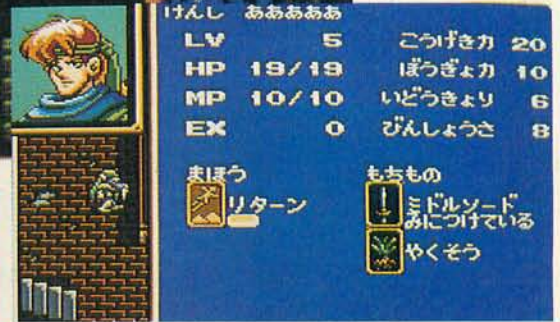 けんし ああああああ
LV 5
HP 19/19
MP 10/10
EX 0
こうげき力 20
ぼうぎょ力 10
いどうきょり 6
びんしょうさ 8
まほう
リターン
もちもの
ミドルソード
みにつけている
やくそう